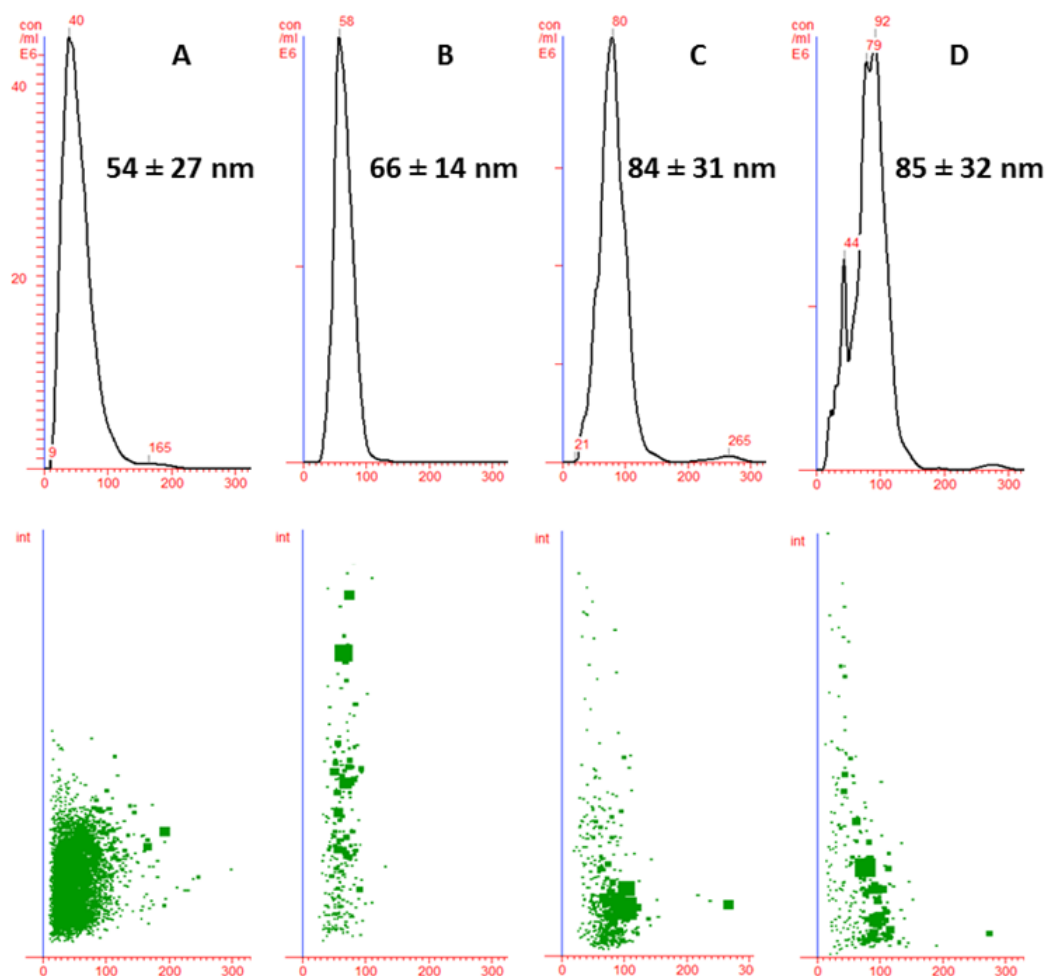 con
/ml
E6
40
A
54 ± 27 nm
40
20
9
165
0 100 200 300
con
/ml
E6
58
B
66 ± 14 nm
0 100 200 300
con
/ml
E6
80
C
84 ± 31 nm
21
265
0 100 200 300
con
/ml
E6
92
79
D
85 ± 32 nm
44
0 100 200 300
int
0 100 200 300
int
0 100 200 300
int
0 100 200 30
int
0 100 200 300